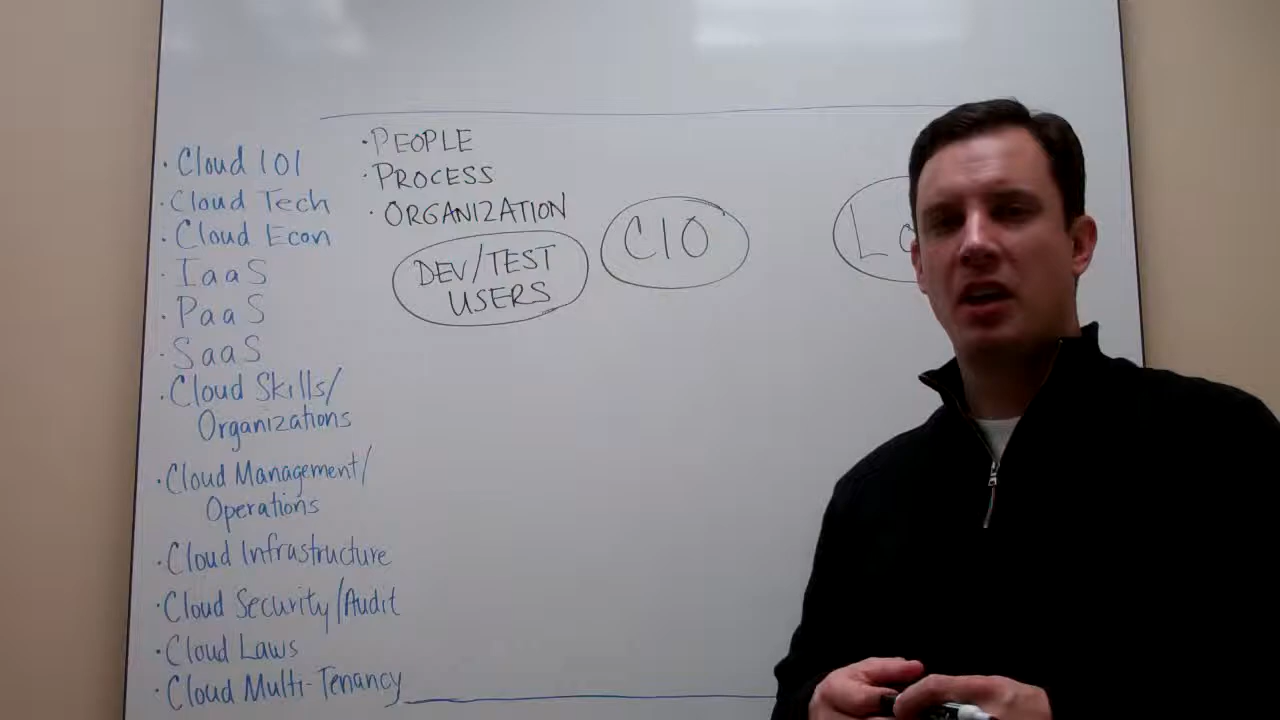 · Cloud 101
· Cloud Tech
· Cloud Econ
· IaaS
· PaaS
· SaaS
· Cloud Skills/
Organizations
· Cloud Management/
Operations
· Cloud Infrastructure
· Cloud Security/Audit
· Cloud Laws
· Cloud Multi-Tenancy
· PEOPLE
· PROCESS
· ORGANIZATION
DEV/TEST
USERS
CIO